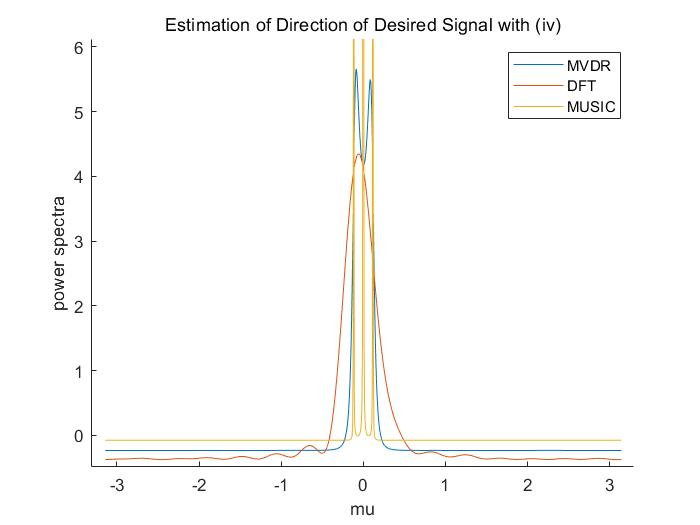 Estimation of Direction of Desired Signal with (iv)
MVDR
DFT
MUSIC
power spectra
6
5
4
3
2
1
0
-3 -2 -1 0 1 2 3
mu